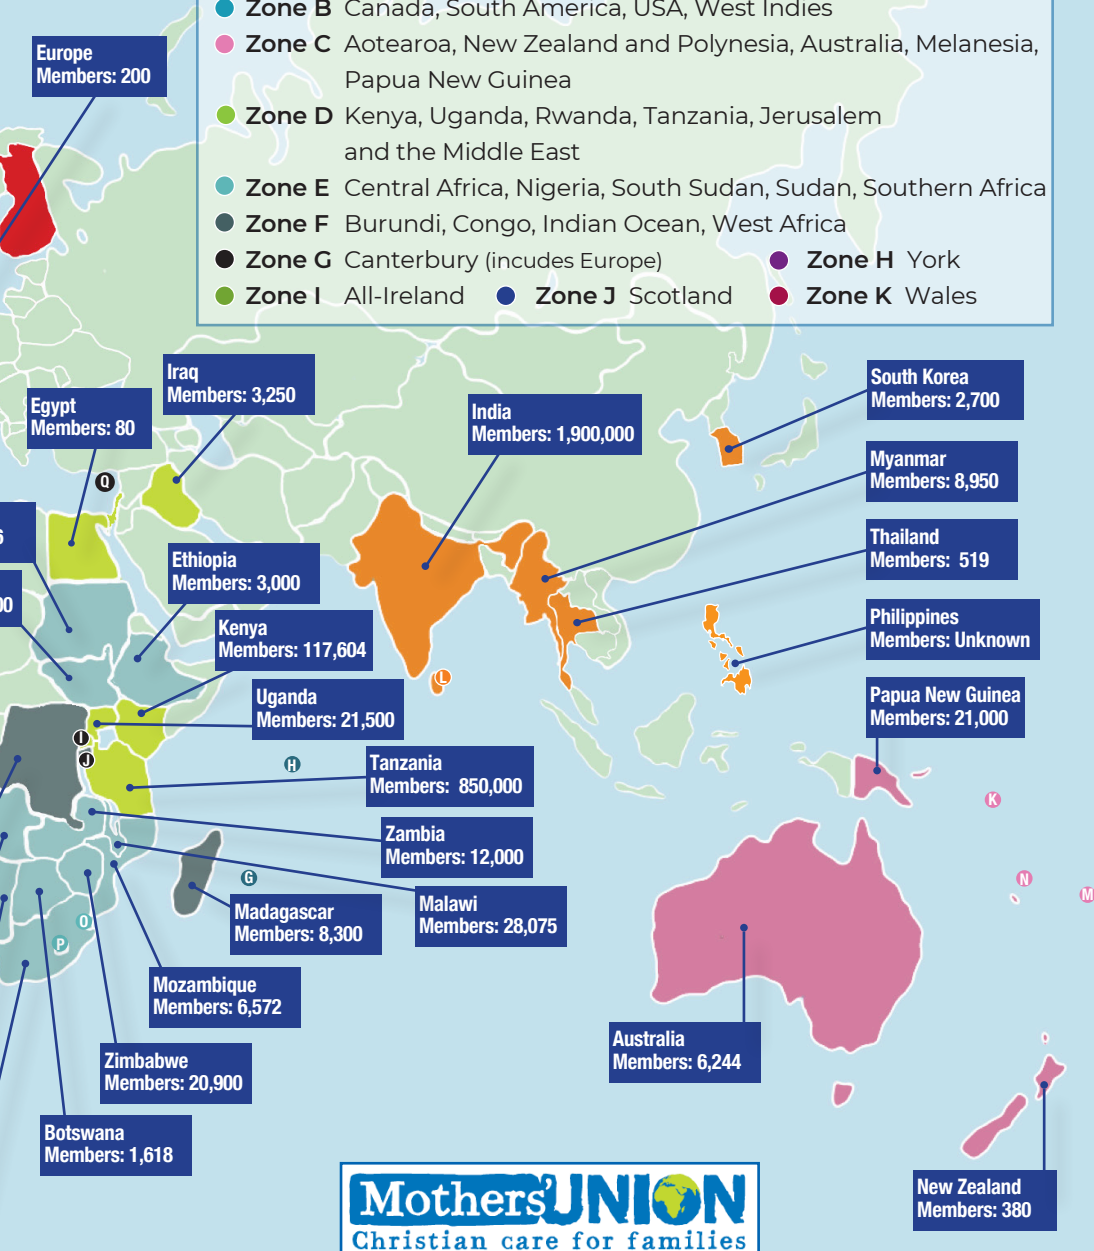 Zone B Canada, South America, USA, West Indies
Zone C Aotearoa, New Zealand and Polynesia, Australia, Melanesia,
Papua New Guinea
Zone D Kenya, Uganda, Rwanda, Tanzania, Jerusalem
and the Middle East
Zone E Central Africa, Nigeria, South Sudan, Sudan, Southern Africa
Zone F Burundi, Congo, Indian Ocean, West Africa
Zone G Canterbury (incudes Europe)
Zone H York
Zone I All-Ireland
Zone J Scotland
Zone K Wales
Europe
Members: 200
Iraq
Members: 3,250
Egypt
Members: 80
India
Members: 1,900,000
South Korea
Members: 2,700
Myanmar
Members: 8,950
Thailand
Members: 519
Philippines
Members: Unknown
Papua New Guinea
Members: 21,000
Q
6
00
Ethiopia
Members: 3,000
Kenya
Members: 117,604
Uganda
Members: 21,500
L
I
J
H
Tanzania
Members: 850,000
K
Zambia
Members: 12,000
G
N
M
Malawi
Members: 28,075
Madagascar
Members: 8,300
O
P
Mozambique
Members: 6,572
Australia
Members: 6,244
Zimbabwe
Members: 20,900
Botswana
Members: 1,618
New Zealand
Members: 380
Mothers' UNION
Christian care for families